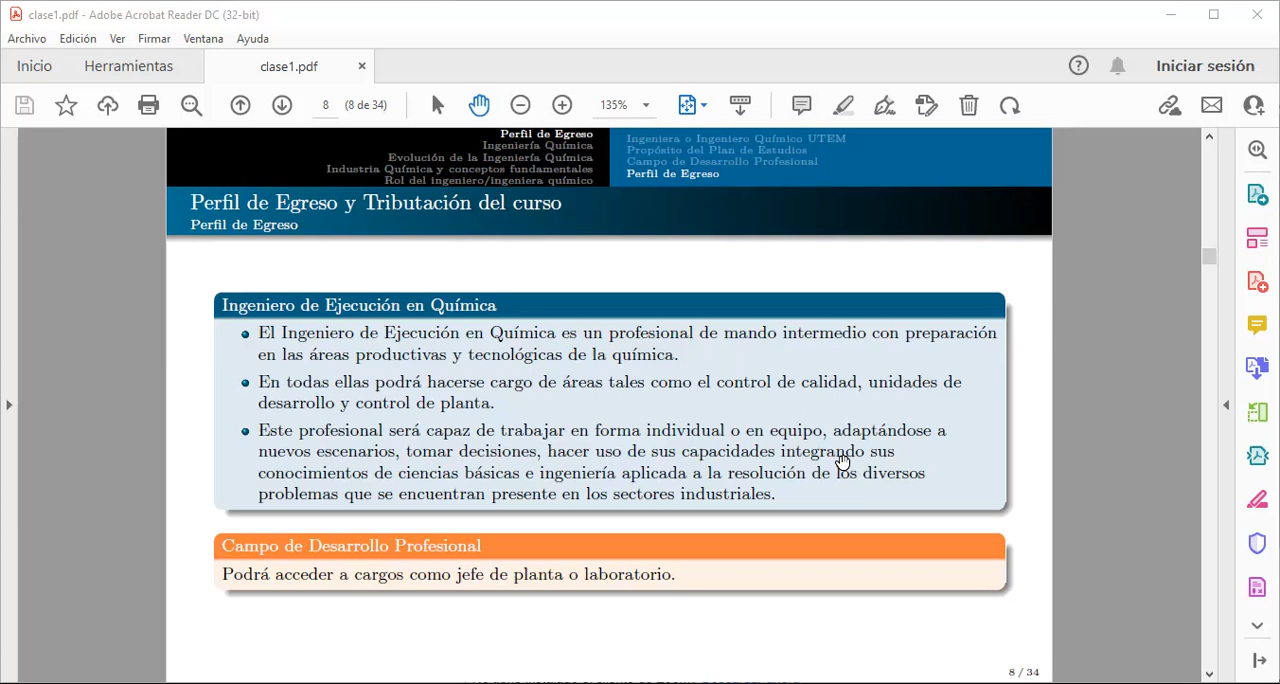 clase1.pdf - Adobe Acrobat Reader DC (32-bit)
Archivo Edición Ver Firmar Ventana Ayuda
Inicio Herramientas clase1.pdf × Iniciar sesión
8 (8 de 34) 135%
Perfil de Egreso
Ingeniería Química
Evolución de la Ingeniería Química
Industria Química y conceptos fundamentales
Rol del ingeniero/ingeniera químico
Ingeniera o Ingeniero Químico UTEM
Propósito del Plan de Estudios
Campo de Desarrollo Profesional
Perfil de Egreso
Perfil de Egreso y Tributación del curso
Perfil de Egreso
Ingeniero de Ejecución en Química
El Ingeniero de Ejecución en Química es un profesional de mando intermedio con preparación
en las áreas productivas y tecnológicas de la química.
En todas ellas podrá hacerse cargo de áreas tales como el control de calidad, unidades de
desarrollo y control de planta.
Este profesional será capaz de trabajar en forma individual o en equipo, adaptándose a
nuevos escenarios, tomar decisiones, hacer uso de sus capacidades integrando sus
conocimientos de ciencias básicas e ingeniería aplicada a la resolución de los diversos
problemas que se encuentran presente en los sectores industriales.
Campo de Desarrollo Profesional
Podrá acceder a cargos como jefe de planta o laboratorio.
8 / 34